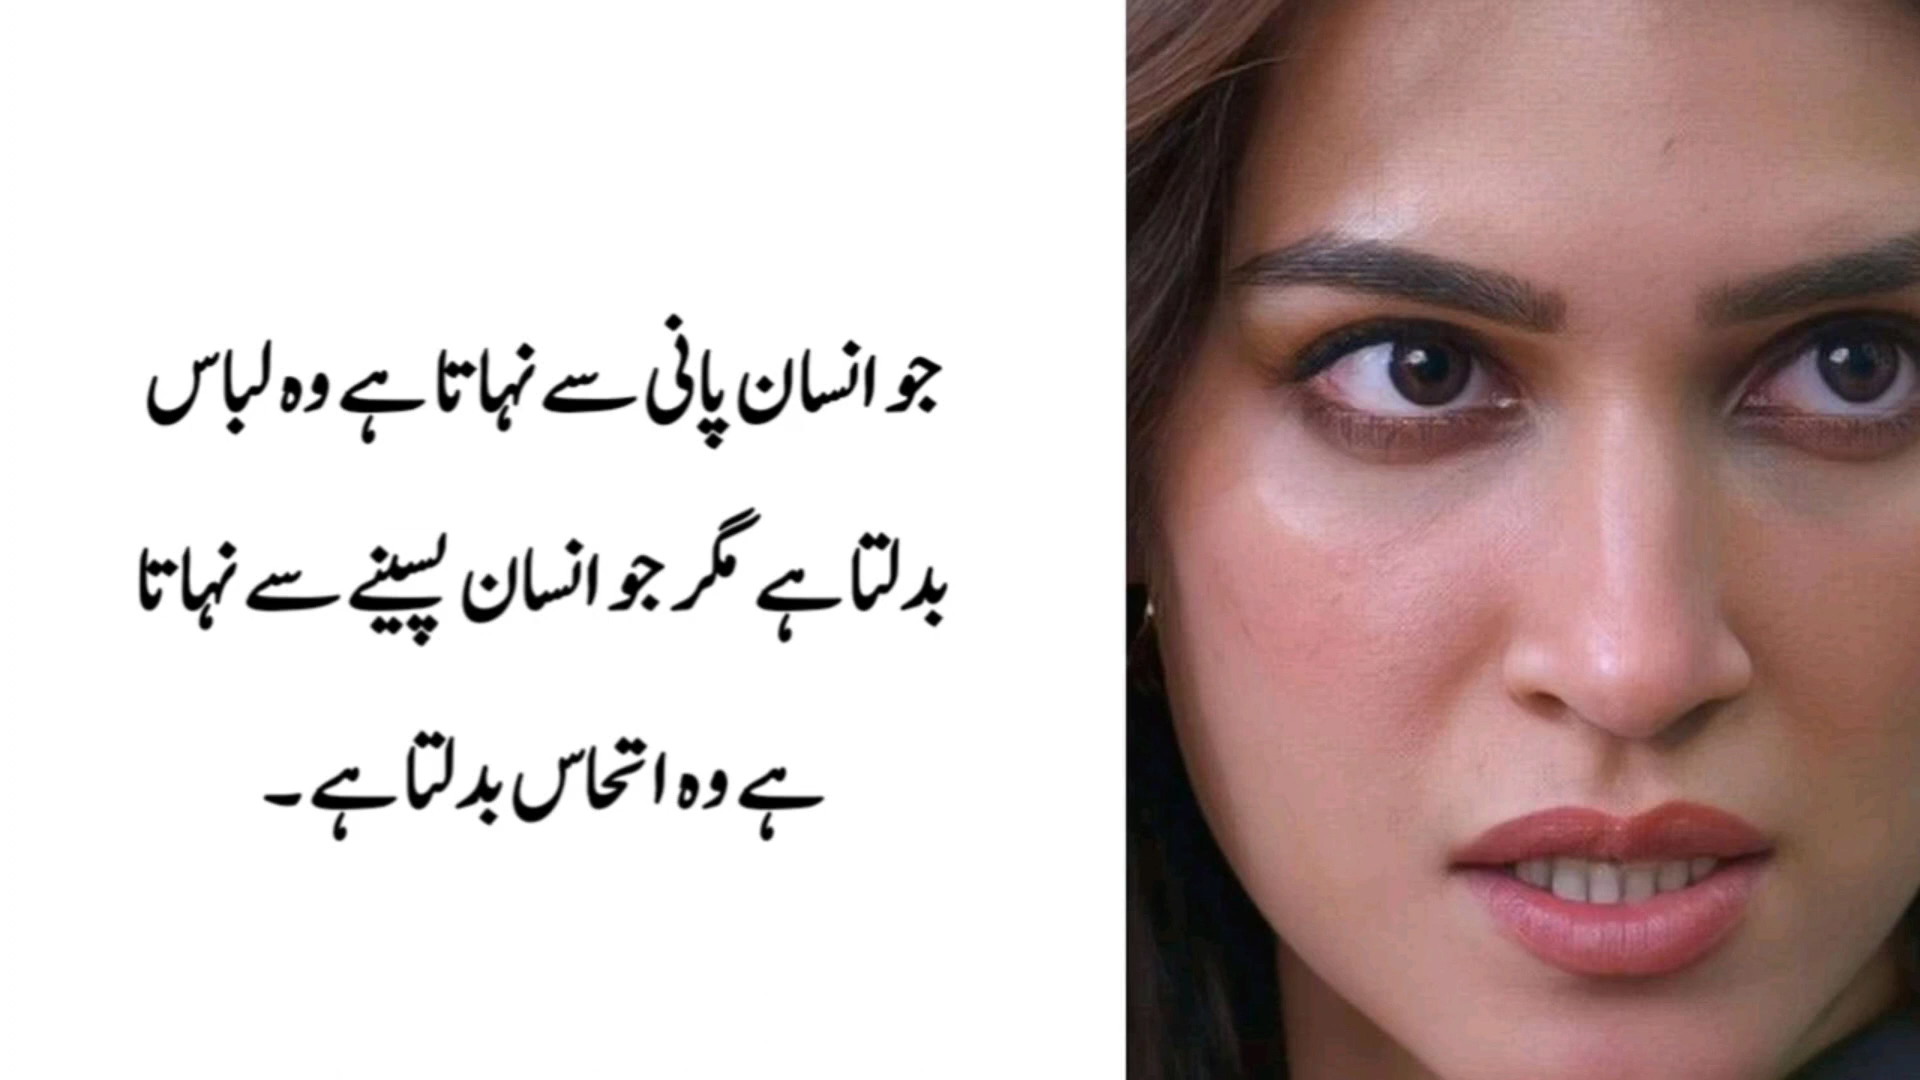 جو انسان پانی سے نہاتا ہے وہ لباس
بدلتا ہے مگر جو انسان پسینے سے نہاتا
ہے وہ اتحاس بدلتا ہے ۔